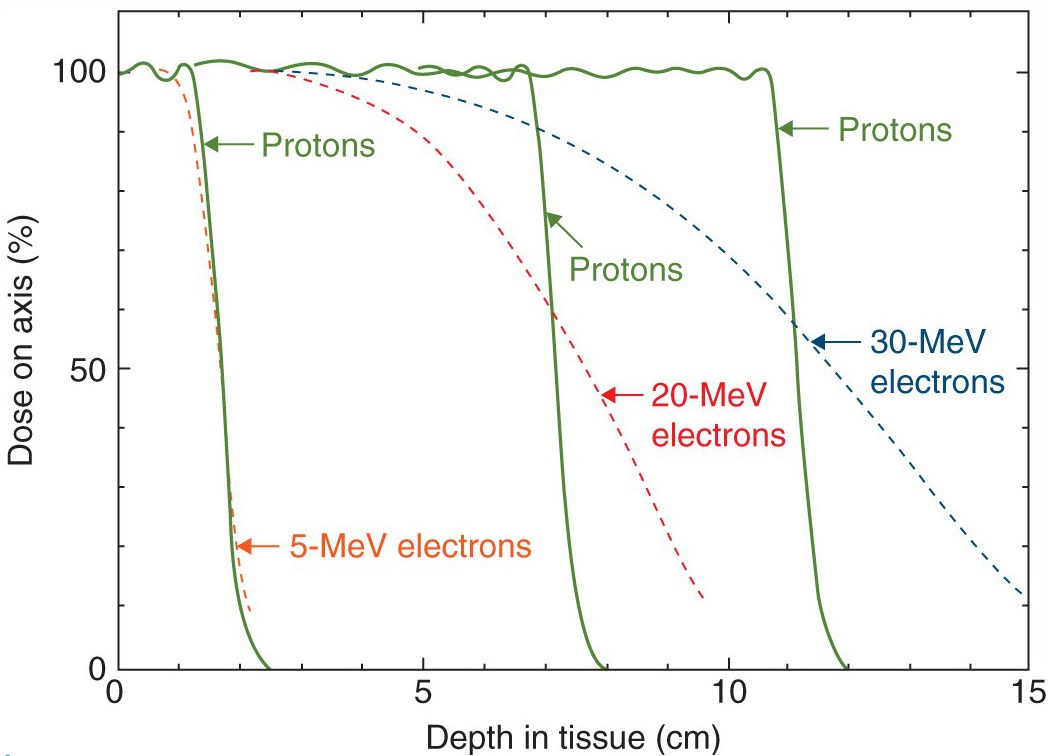 100
50
0
Dose on axis (%)
Protons
Protons
Protons
30-MeV
electrons
20-MeV
electrons
5-MeV electrons
0
5
10
15
Depth in tissue (cm)